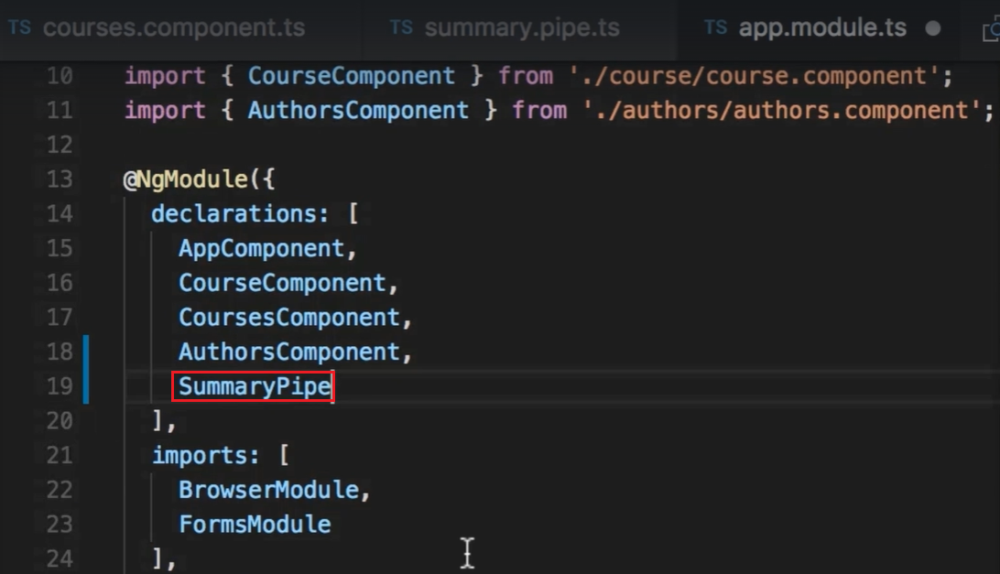 TS courses.component.ts TS summary.pipe.ts TS app.module.ts
10 import { CourseComponent } from './course/course.component';
11 import { AuthorsComponent } from './authors/authors.component';
12
13 @NgModule({
14 declarations: [
15 AppComponent,
16 CourseComponent,
17 CoursesComponent,
18 AuthorsComponent,
19 SummaryPipe
20 ],
21 imports: [
22 BrowserModule,
23 FormsModule
24 ],